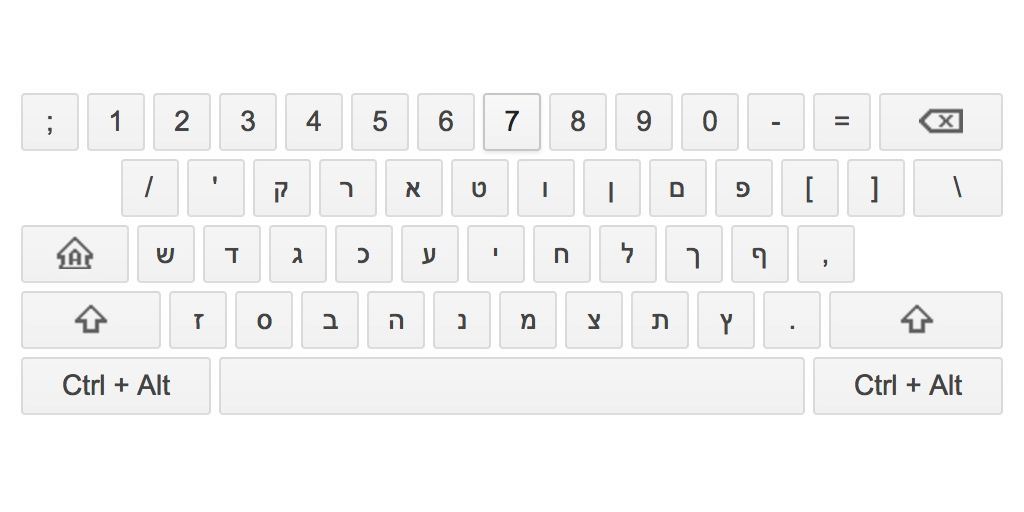 ; 1 2 3 4 5 6 7 8 9 0 - =
/ ' ק ר א ט ו ן ם פ [ ] \
ש ד ג כ ע י ח ל ך ף ,
ז ס ב ה נ מ צ ת ץ .
Ctrl + Alt Ctrl + Alt